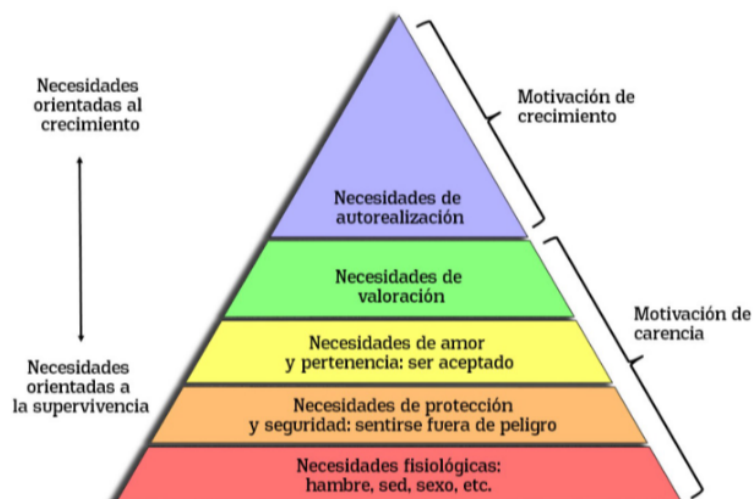 Necesidades
orientadas al
crecimiento
Motivación de
crecimiento
Necesidades de
autorealización
Necesidades de
valoración
Motivación de
carencia
Necesidades de amor
y pertenencia: ser aceptado
Necesidades
orientadas a
la supervivencia
Necesidades de protección
y seguridad: sentirse fuera de peligro
Necesidades fisiológicas:
hambre, sed, sexo, etc.